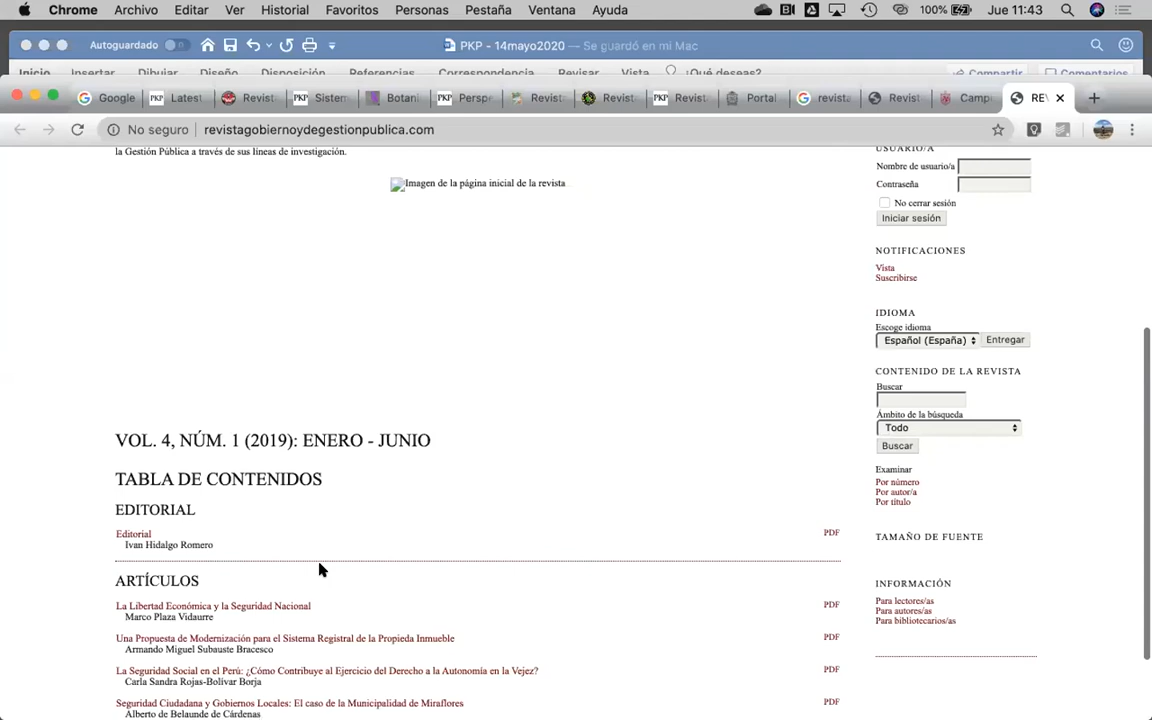 Chrome Archivo Editar Ver Historial Favoritos Personas Pestaña Ventana Ayuda 100% Jue 11:43
Autoguardado PKP - 14mayo2020 — Se guardó en mi Mac
Inicio Insertar Dibujar Diseño Disposición Referencias Correspondencia Revisar Vista ¿Qué deseas? Compartir Comentarios
Google PKP Latest Revist PKP Sistem Botani PKP Perspe Revist Revist PKP Revist Portal revista Revist Camp RE
No seguro revistagobiernoydegestionpublica.com
la Gestión Pública a través de sus líneas de investigación.
Imagen de la página inicial de la revista
VOL. 4, NÚM. 1 (2019): ENERO - JUNIO
TABLA DE CONTENIDOS
EDITORIAL
Editorial PDF
Ivan Hidalgo Romero
ARTÍCULOS
La Libertad Económica y la Seguridad Nacional PDF
Marco Plaza Vidaurre
Una Propuesta de Modernización para el Sistema Registral de la Propieda Inmueble PDF
Armando Miguel Subauste Bracesco
La Seguridad Social en el Perú: ¿Cómo Contribuye al Ejercicio del Derecho a la Autonomía en la Vejez? PDF
Carla Sandra Rojas-Bolívar Borja
Seguridad Ciudadana y Gobiernos Locales: El caso de la Municipalidad de Miraflores PDF
Alberto de Belaunde de Cárdenas
USUARIO/A
Nombre de usuario/a
Contraseña
No cerrar sesión
Iniciar sesión
NOTIFICACIONES
Vista
Suscribirse
IDIOMA
Escoge idioma
Español (España) Entregar
CONTENIDO DE LA REVISTA
Buscar
Ámbito de la búsqueda
Todo
Buscar
Examinar
Por número
Por autor/a
Por título
TAMAÑO DE FUENTE
INFORMACIÓN
Para lectores/as
Para autores/as
Para bibliotecarios/as